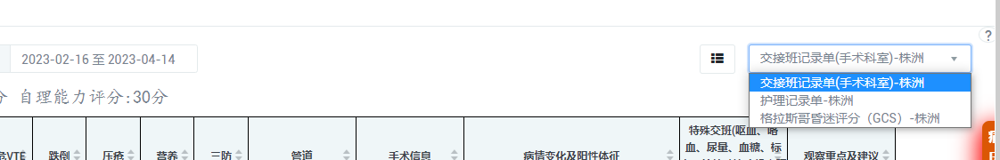 ?
2023-02-16 至 2023-04-14
交接班记录单(手术科室)-株洲
交接班记录单(手术科室)-株洲
护理记录单-株洲
格拉斯哥昏迷评分（GCS）-株洲
分 自理能力评分:30分
VTE 跌倒 压疮 营养 三防 管道 手术信息 病情变化及阳性体征
特殊交班(呕血、咯
血、尿量、血糖、标
观察重点及建议